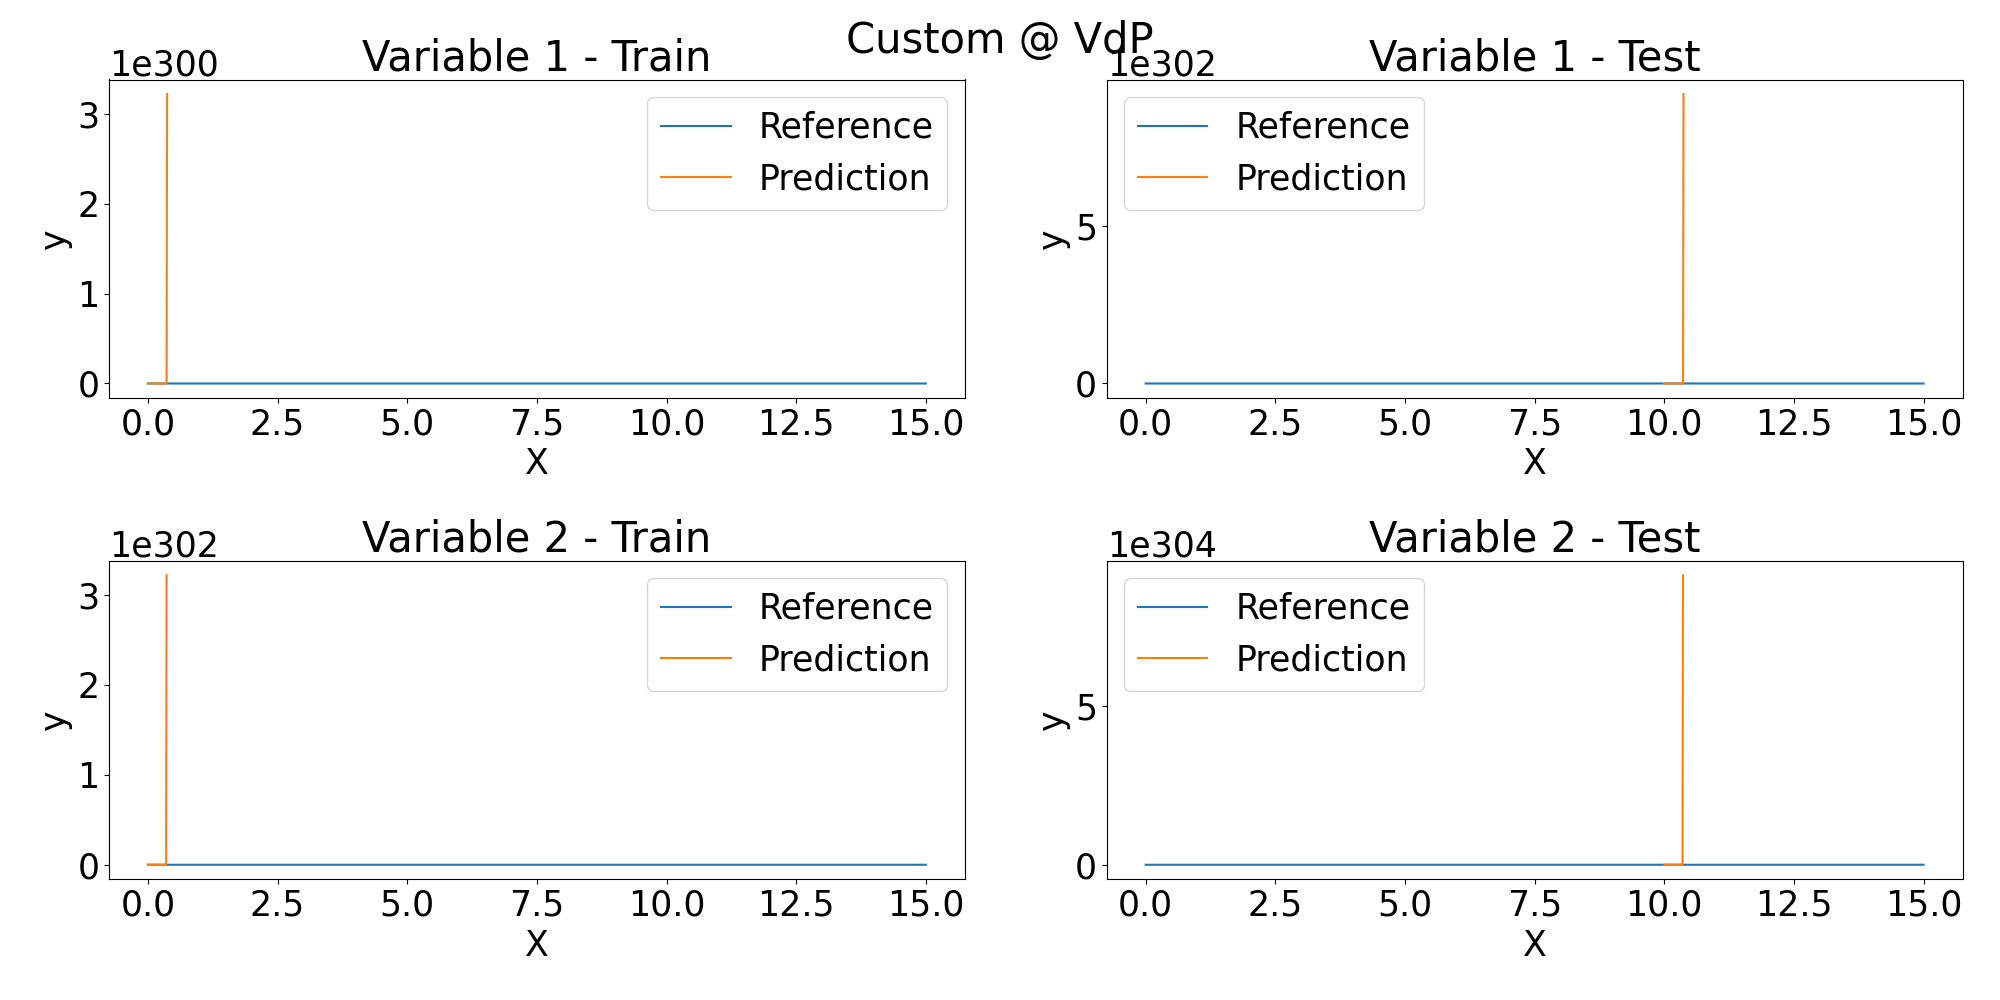 Custom @ VdP
Variable 1 - Train
1e300
3
2
1
0
y
Reference
Prediction
0.0 2.5 5.0 7.5 10.0 12.5 15.0
X
Variable 1 - Test
1e302
5
0
y
Reference
Prediction
0.0 2.5 5.0 7.5 10.0 12.5 15.0
X
Variable 2 - Train
1e302
3
2
1
0
y
Reference
Prediction
0.0 2.5 5.0 7.5 10.0 12.5 15.0
X
Variable 2 - Test
1e304
5
0
y
Reference
Prediction
0.0 2.5 5.0 7.5 10.0 12.5 15.0
X